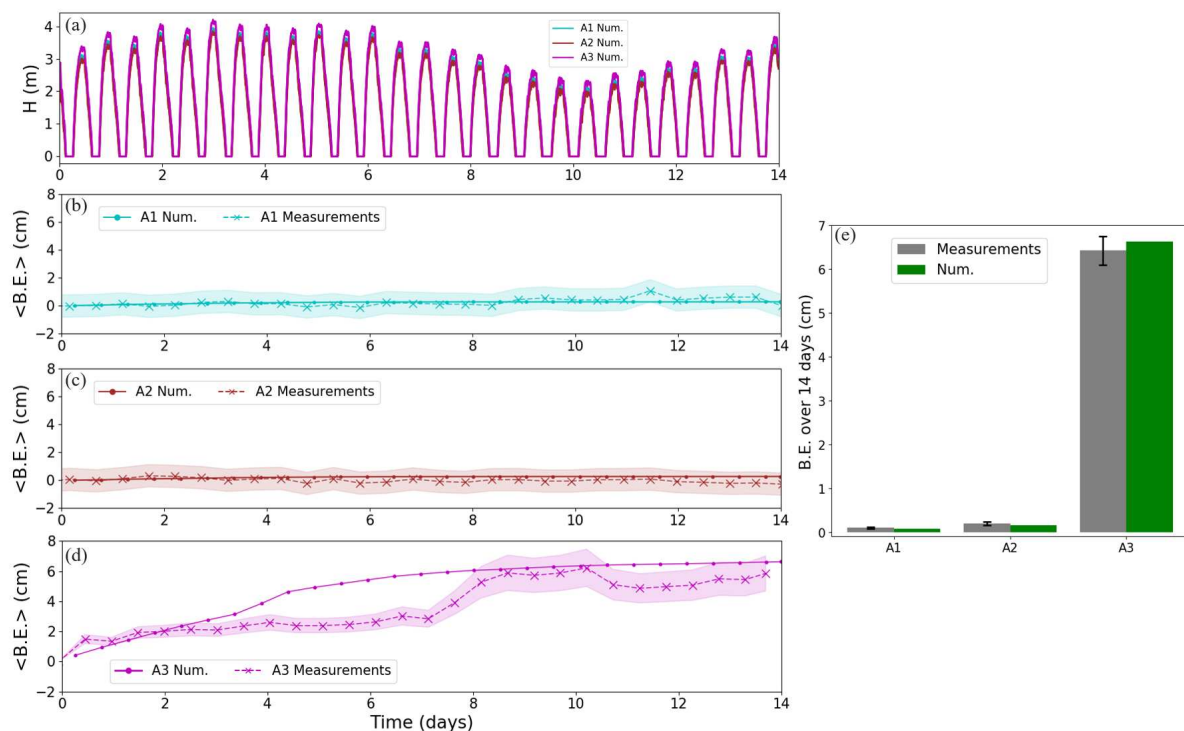 (a)
H (m)
4
3
2
1
0
A1 Num.
A2 Num.
A3 Num.
0 2 4 6 8 10 12 14
(b)
<B.E.> (cm)
8
6
4
2
0
−2
A1 Num. A1 Measurements
0 2 4 6 8 10 12 14
(c)
<B.E.> (cm)
8
6
4
2
0
−2
A2 Num. A2 Measurements
0 2 4 6 8 10 12 14
(d)
<B.E.> (cm)
8
6
4
2
0
−2
A3 Num. A3 Measurements
0 2 4 6 8 10 12 14
Time (days)
(e)
B.E. over 14 days (cm)
7
6
5
4
3
2
1
0
Measurements
Num.
A1 A2 A3